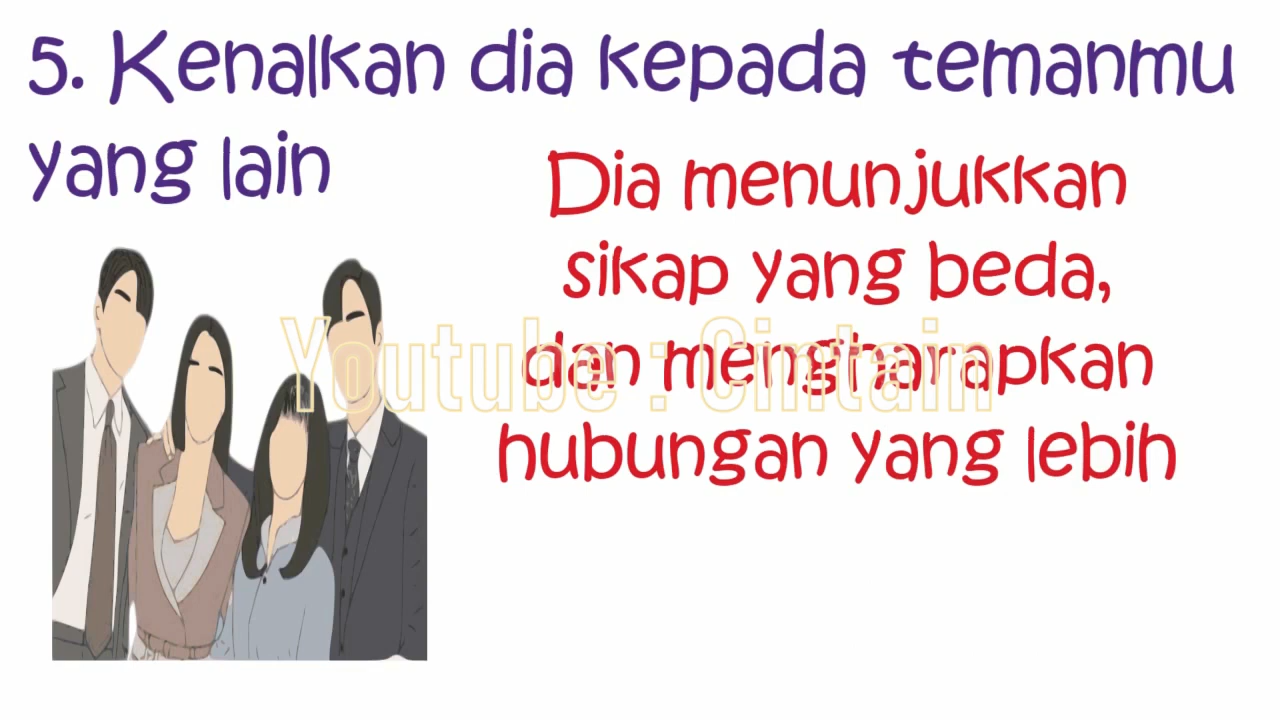 5. Kenalkan dia kepada temanmu
yang lain
Dia menunjukkan
sikap yang beda,
dan mengharapkan
hubungan yang lebih
Youtube : Cintain